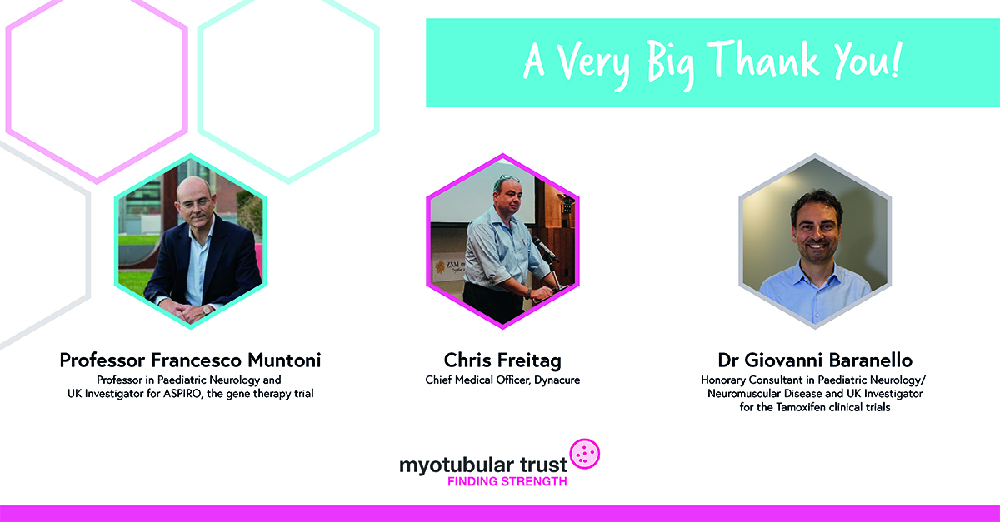 A Very Big Thank You!
Professor Francesco Muntoni
Professor in Paediatric Neurology and
UK Investigator for ASPIRO, the gene therapy trial
ZNM
Chris Freitag
Chief Medical Officer, Dynacure
Dr Giovanni Baranello
Honorary Consultant in Paediatric Neurology/
Neuromuscular Disease and UK Investigator
for the Tamoxifen clinical trials
myotubular trust
FINDING STRENGTH